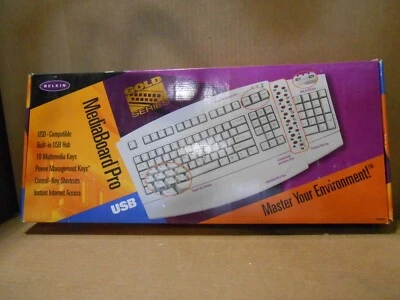 BELKIN
GOLD
SERIES
MediaBoard Pro
USB
USB-Compatible
Built-in USB Hub
18 Multimedia Keys
Power Management Keys*
Control-Key Shortcuts
Instant Internet Access
Master Your Environment!™